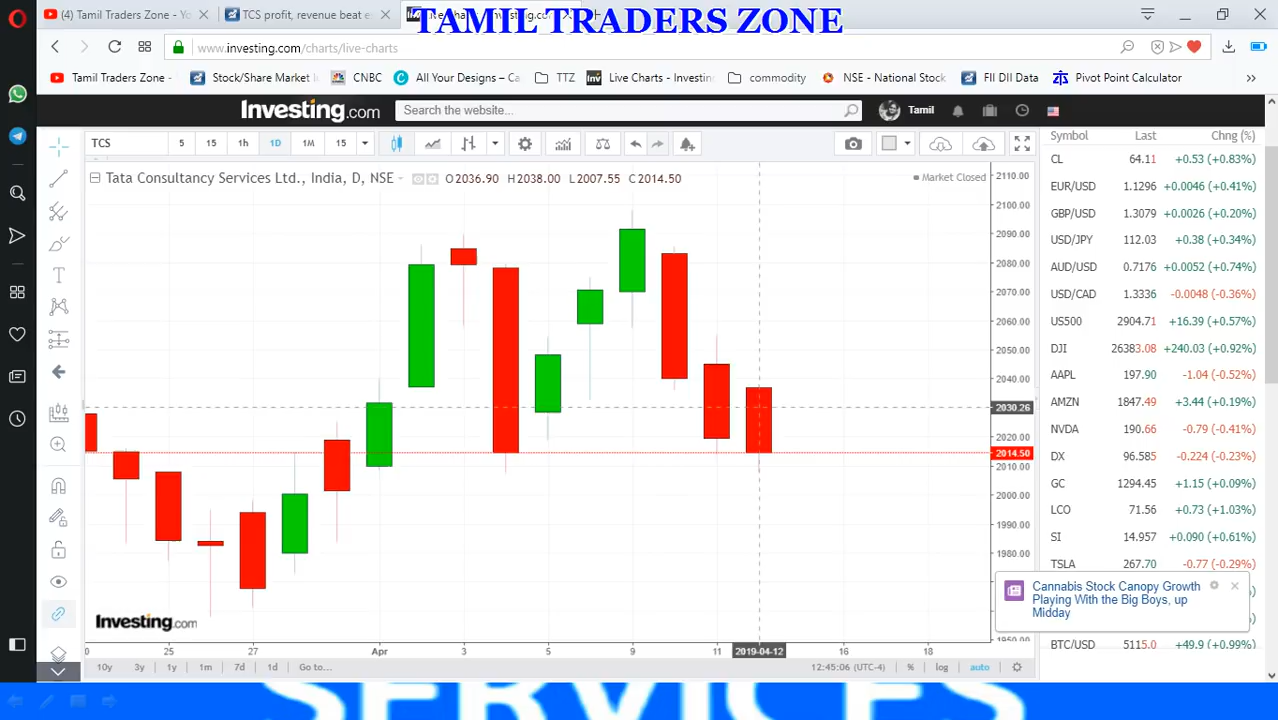 TAMIL TRADERS ZONE
(4) Tamil Traders Zone - Yo
TCS profit, revenue beat e
www.investing.com/charts/live-charts
Tamil Traders Zone -
Stock/Share Market I
CNBC
All Your Designs – Ca
TTZ
Live Charts - Investin
commodity
NSE - National Stock
FII DII Data
Pivot Point Calculator
Investing.com
Search the website...
Tamil
TCS
5
15
1h
1D
1M
15
Tata Consultancy Services Ltd., India, D, NSE
O2036.90 H2038.00 L2007.55 C2014.50
Market Closed
2110.00
2100.00
2090.00
2080.00
2070.00
2060.00
2050.00
2040.00
2030.26
2020.00
2014.50
2010.00
2000.00
1990.00
1980.00
Investing.com
25
27
Apr
3
5
9
11
2019-04-12
16
18
10y
3y
1y
1m
7d
1d
Go to...
12:45:06 (UTC-4)
%
log
auto
Symbol Last Chng (%)
CL 64.11 +0.53 (+0.83%)
EUR/USD 1.1296 +0.0046 (+0.41%)
GBP/USD 1.3079 +0.0026 (+0.20%)
USD/JPY 112.03 +0.38 (+0.34%)
AUD/USD 0.7176 +0.0052 (+0.74%)
USD/CAD 1.3336 -0.0048 (-0.36%)
US500 2904.71 +16.39 (+0.57%)
DJI 26383.08 +240.03 (+0.92%)
AAPL 197.90 -1.04 (-0.52%)
AMZN 1847.49 +3.44 (+0.19%)
NVDA 190.66 -0.79 (-0.41%)
DX 96.585 -0.224 (-0.23%)
GC 1294.45 +1.15 (+0.09%)
LCO 71.56 +0.73 (+1.03%)
SI 14.957 +0.090 (+0.61%)
TSLA 267.70 -0.77 (-0.29%)
Cannabis Stock Canopy Growth
Playing With the Big Boys, up
Midday
BTC/USD 5115.0 +49.9 (+0.99%)
SERVICES